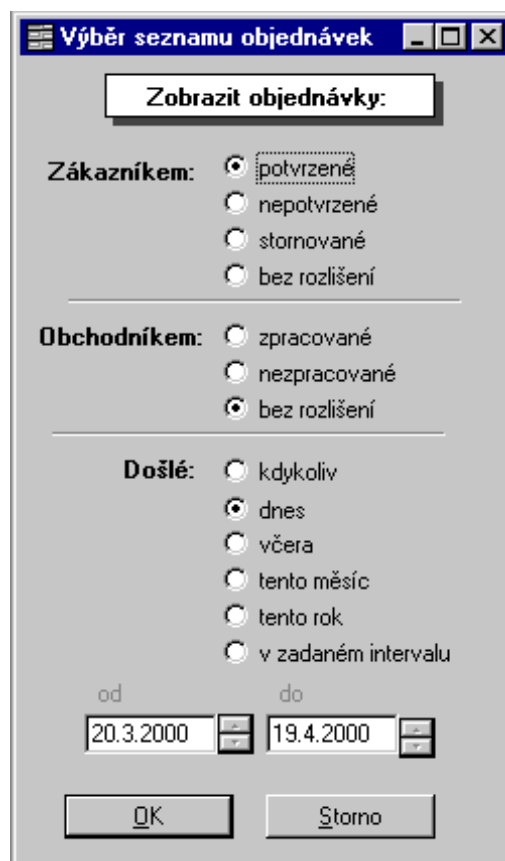 Výběr seznamu objednávek
Zobrazit objednávky:
Zákazníkem: potvrzené
nepotvrzené
stornované
bez rozlišení
Obchodníkem: zpracované
nezpracované
bez rozlišení
Došlé: kdykoliv
dnes
včera
tento měsíc
tento rok
v zadaném intervalu
od do
20.3.2000 19.4.2000
OK Storno